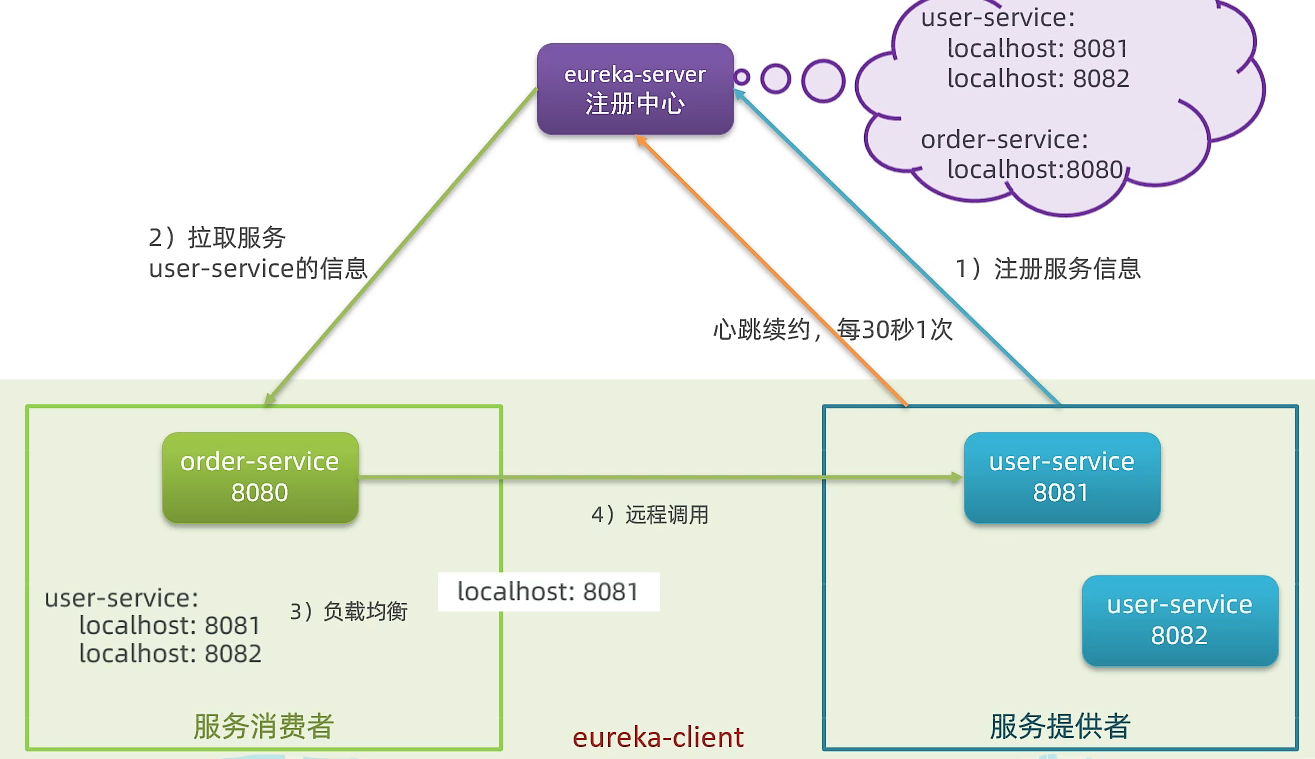 user-service:
localhost: 8081
localhost: 8082
order-service:
localhost:8080
eureka-server
注册中心
2）拉取服务
user-service的信息
1）注册服务信息
心跳续约，每30秒1次
order-service
8080
user-service
8081
4）远程调用
localhost: 8081
user-service:
localhost: 8081
localhost: 8082
3）负载均衡
user-service
8082
服务消费者
eureka-client
服务提供者